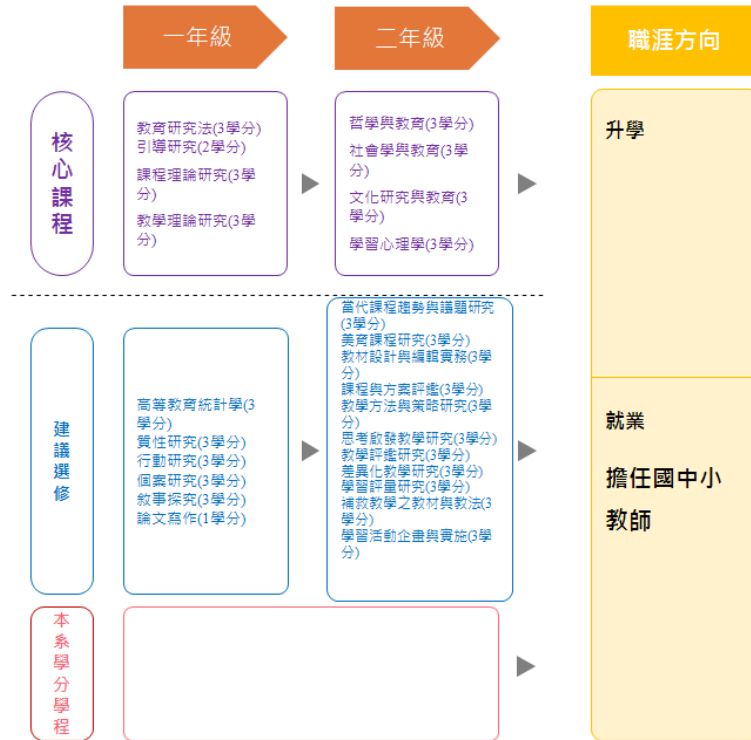 一年級
二年級
職涯方向
核心課程
教育研究法(3學分)
引導研究(2學分)
課程理論研究(3學
分)
教學理論研究(3學
分)
哲學與教育(3學分)
社會學與教育(3學
分)
文化研究與教育(3
學分)
學習心理學(3學分)
升學
建議選修
高等教育統計學(3
學分)
質性研究(3學分)
行動研究(3學分)
個案研究(3學分)
敘事探究(3學分)
論文寫作(1學分)
當代課程趨勢與議題研究
(3學分)
美育課程研究(3學分)
教材設計與編輯實務(3學
分)
課程與方案評鑑(3學分)
教學方法與策略研究(3學
分)
思考啟發教學研究(3學分)
教學評鑑研究(3學分)
差異化教學研究(3學分)
學習評量研究(3學分)
補救教學之教材與教法(3
學分)
學習活動企畫與實施(3學
分)
就業
擔任國中小
教師
本系學分學程